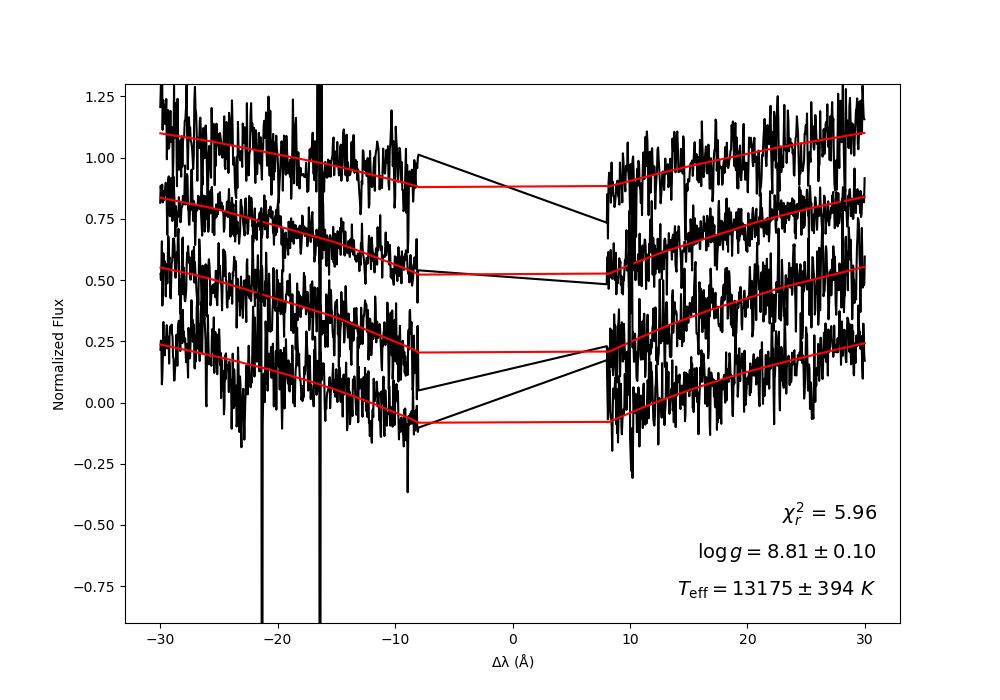 1.25
1.00
0.75
0.50
0.25
0.00
−0.25
−0.50
−0.75
Normalized Flux
χ²ᵣ = 5.96
log g = 8.81 ± 0.10
T_eff = 13175 ± 394 K
−30 −20 −10 0 10 20 30
Δλ (Å)